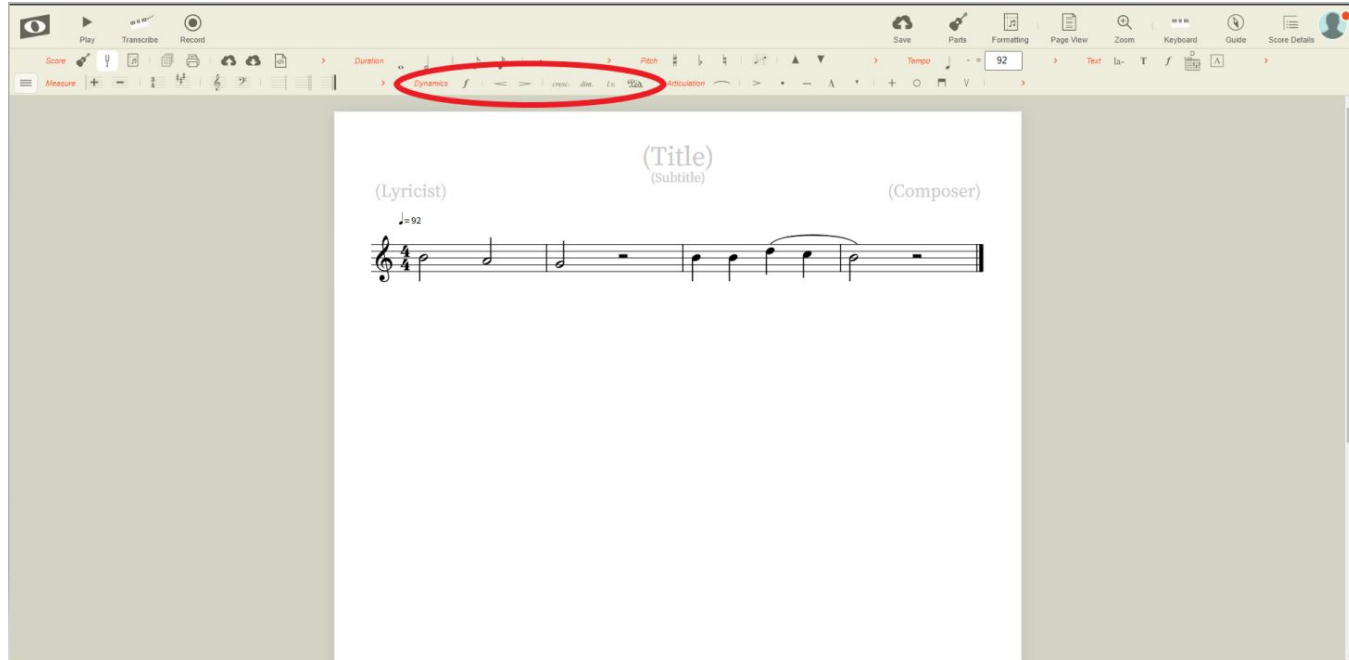 Play Transcribe Record Save Parts Formatting Page View Zoom Keyboard Guide Score Details
Score Duration Pitch Tempo = 92 Text la- T f D A
Measure Dynamics f cresc. dim. l.v. Ped. Articulation
(Title)
(Subtitle)
(Lyricist) (Composer)
= 92
4
4